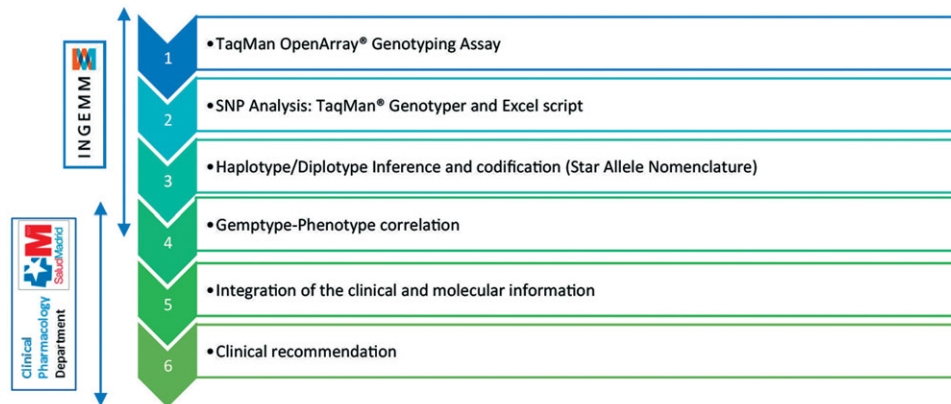 INGEMM
1
•TaqMan OpenArray® Genotyping Assay
2
•SNP Analysis: TaqMan® Genotyper and Excel script
3
•Haplotype/Diplotype Inference and codification (Star Allele Nomenclature)
4
•Gemptype-Phenotype correlation
5
•Integration of the clinical and molecular information
6
•Clinical recommendation
M
SaludMadrid
Clinical
Pharmacology
Department